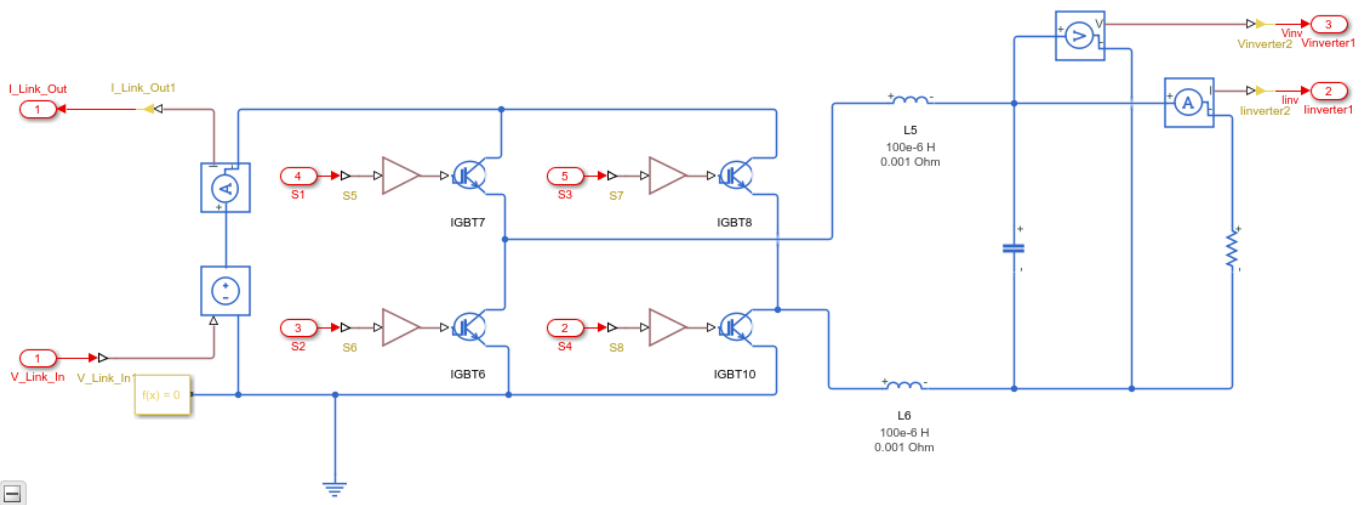 V
3
Vinv
Vinverter2
Vinverter1
I_Link_Out
I_Link_Out1
1
I
2
A
Iinv
Iinverter2
Iinverter1
L5
100e-6 H
0.001 Ohm
4
S1
S5
5
S3
S7
A
IGBT7
IGBT8
3
S2
S6
2
S4
S8
1
V_Link_In
V_Link_In1
f(x) = 0
IGBT6
IGBT10
L6
100e-6 H
0.001 Ohm